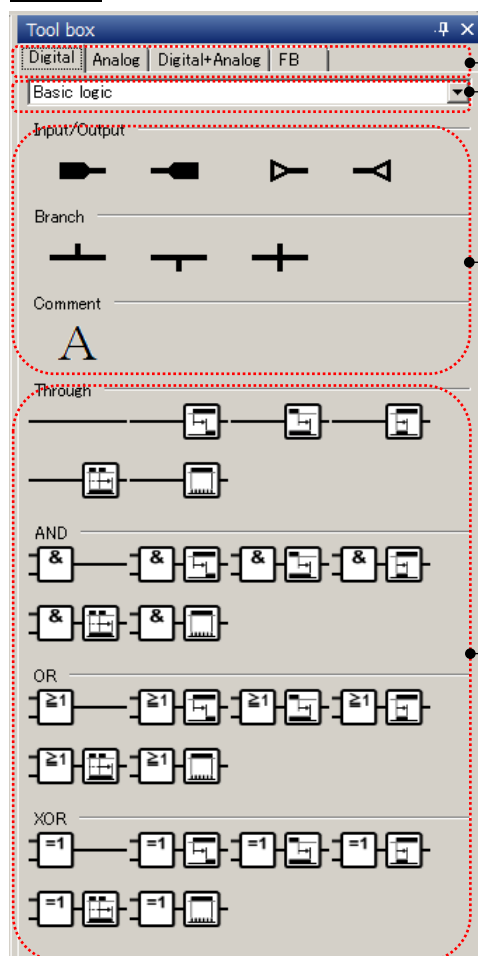 Tool box
Digital Analog Digital+Analog FB
Basic logic
Input/Output
Branch
Comment
A
Through
AND
& & & &
& &
OR
≧1 ≧1 ≧1 ≧1
≧1 ≧1
XOR
=1 =1 =1 =1
=1 =1